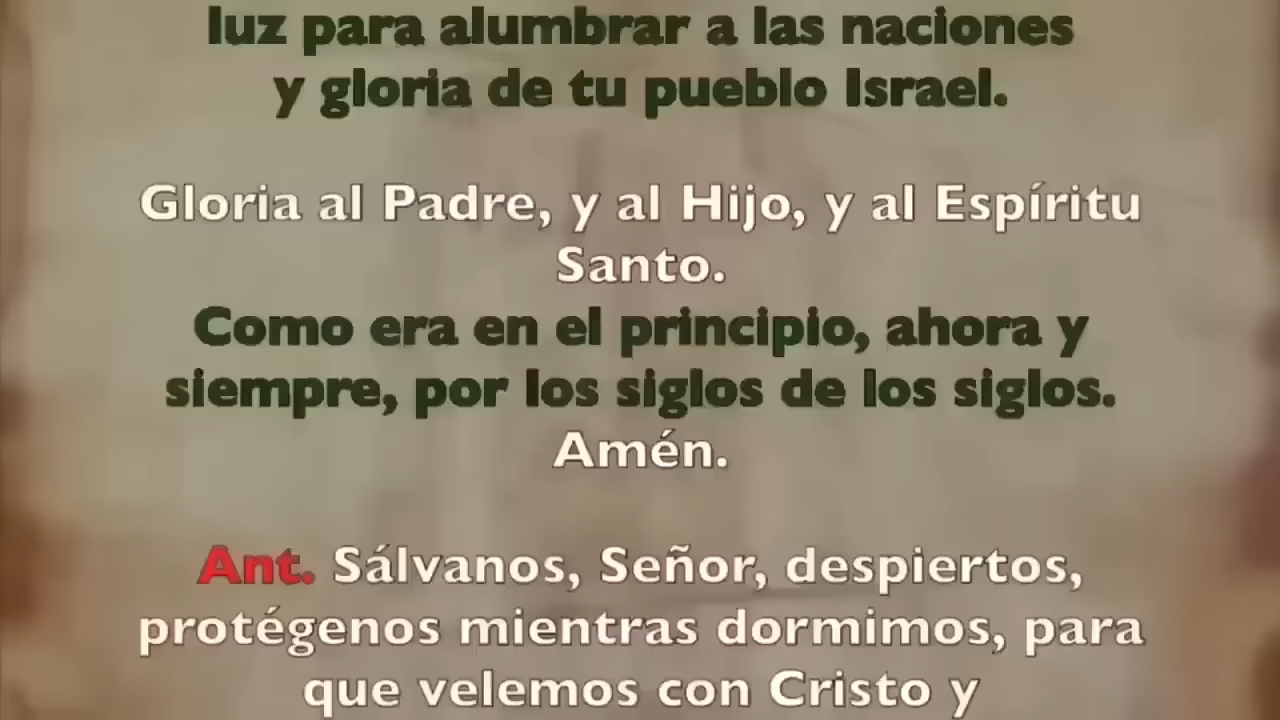 luz para alumbrar a las naciones
y gloria de tu pueblo Israel.
Gloria al Padre, y al Hijo, y al Espíritu
Santo.
Como era en el principio, ahora y
siempre, por los siglos de los siglos.
Amén.
Ant. Sálvanos, Señor, despiertos,
protégenos mientras dormimos, para
que velemos con Cristo y